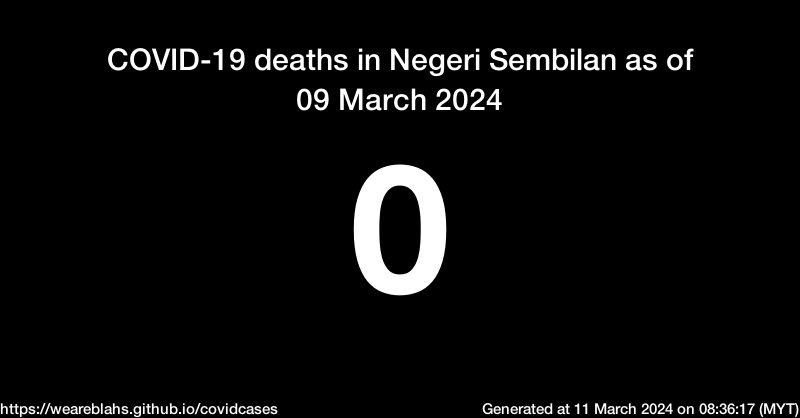 COVID-19 deaths in Negeri Sembilan as of
09 March 2024
0
https://weareblahs.github.io/covidcases
Generated at 11 March 2024 on 08:36:17 (MYT)